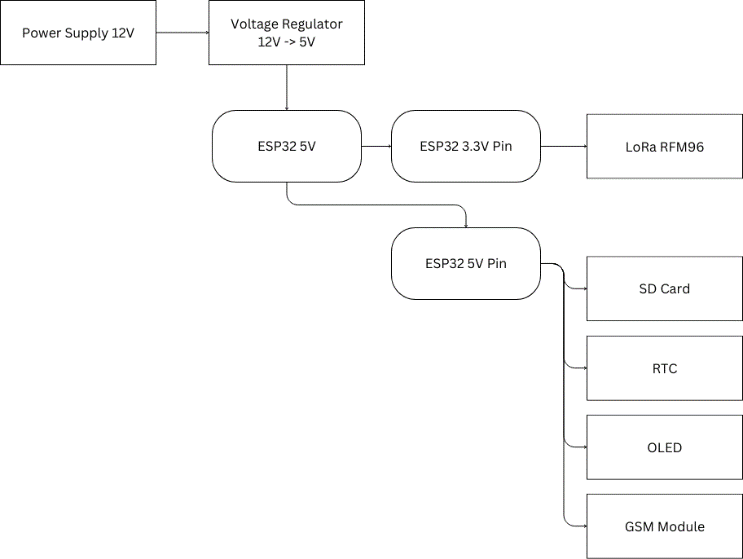 Power Supply 12V
Voltage Regulator
12V -> 5V
ESP32 5V
ESP32 3.3V Pin
LoRa RFM96
ESP32 5V Pin
SD Card
RTC
OLED
GSM Module